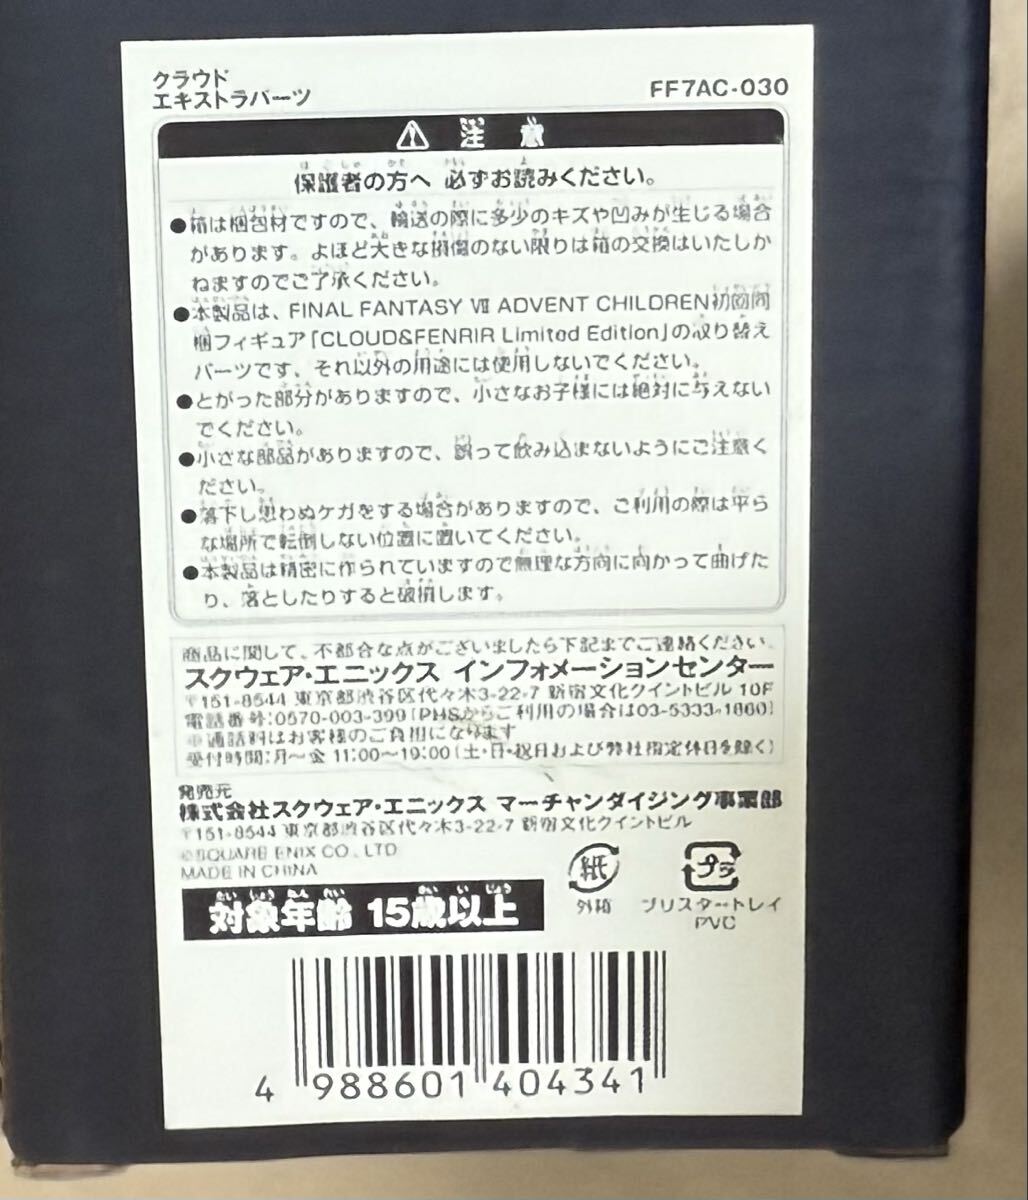 クラウド
エキストラパーツ
FF7AC-030
注意
保護者の方へ 必ずお読みください。
●箱は梱包材ですので、輸送の際に多少のキズや凹みが生じる場合
があります。よほど大きな損傷のない限りは箱の交換はいたしか
ねますのでご了承ください。
●本製品は、FINAL FANTASY Ⅶ ADVENT CHILDREN初回同
梱フィギュア「CLOUD&FENRIR Limited Edition」の取り替え
パーツです、それ以外の用途には使用しないでください。
●とがった部分がありますので、小さなお子様には絶対に与えない
でください。
●小さな部品がありますので、誤って飲み込まないようにご注意く
ださい。
●落下し思わぬケガをする場合がありますので、ご利用の際は平ら
な場所で転倒しない位置に置いてください。
●本製品は精密に作られていますので無理な方向に向かって曲げた
り、落としたりすると破損します。
商品に関して、不都合な点がございましたら下記までご連絡ください。
スクウェア・エニックス インフォメーションセンター
〒151-8544 東京都渋谷区代々木3-22-7 新宿文化クイントビル 10F
電話番号:0570-003-399(PHSからご利用の場合は03-5333-1860)
※通話料はお客様のご負担になります
受付時間:月〜金 11:00〜19:00(土・日・祝日および弊社指定休日を除く)
発売元
株式会社スクウェア・エニックス マーチャンダイジング事業部
〒151-8544 東京都渋谷区代々木3-22-7 新宿文化クイントビル
©SQUARE ENIX CO., LTD
MADE IN CHINA
紙
外箱
プラ
ブリスタートレイ
PVC
対象年齢 15歳以上
4 988601 404341